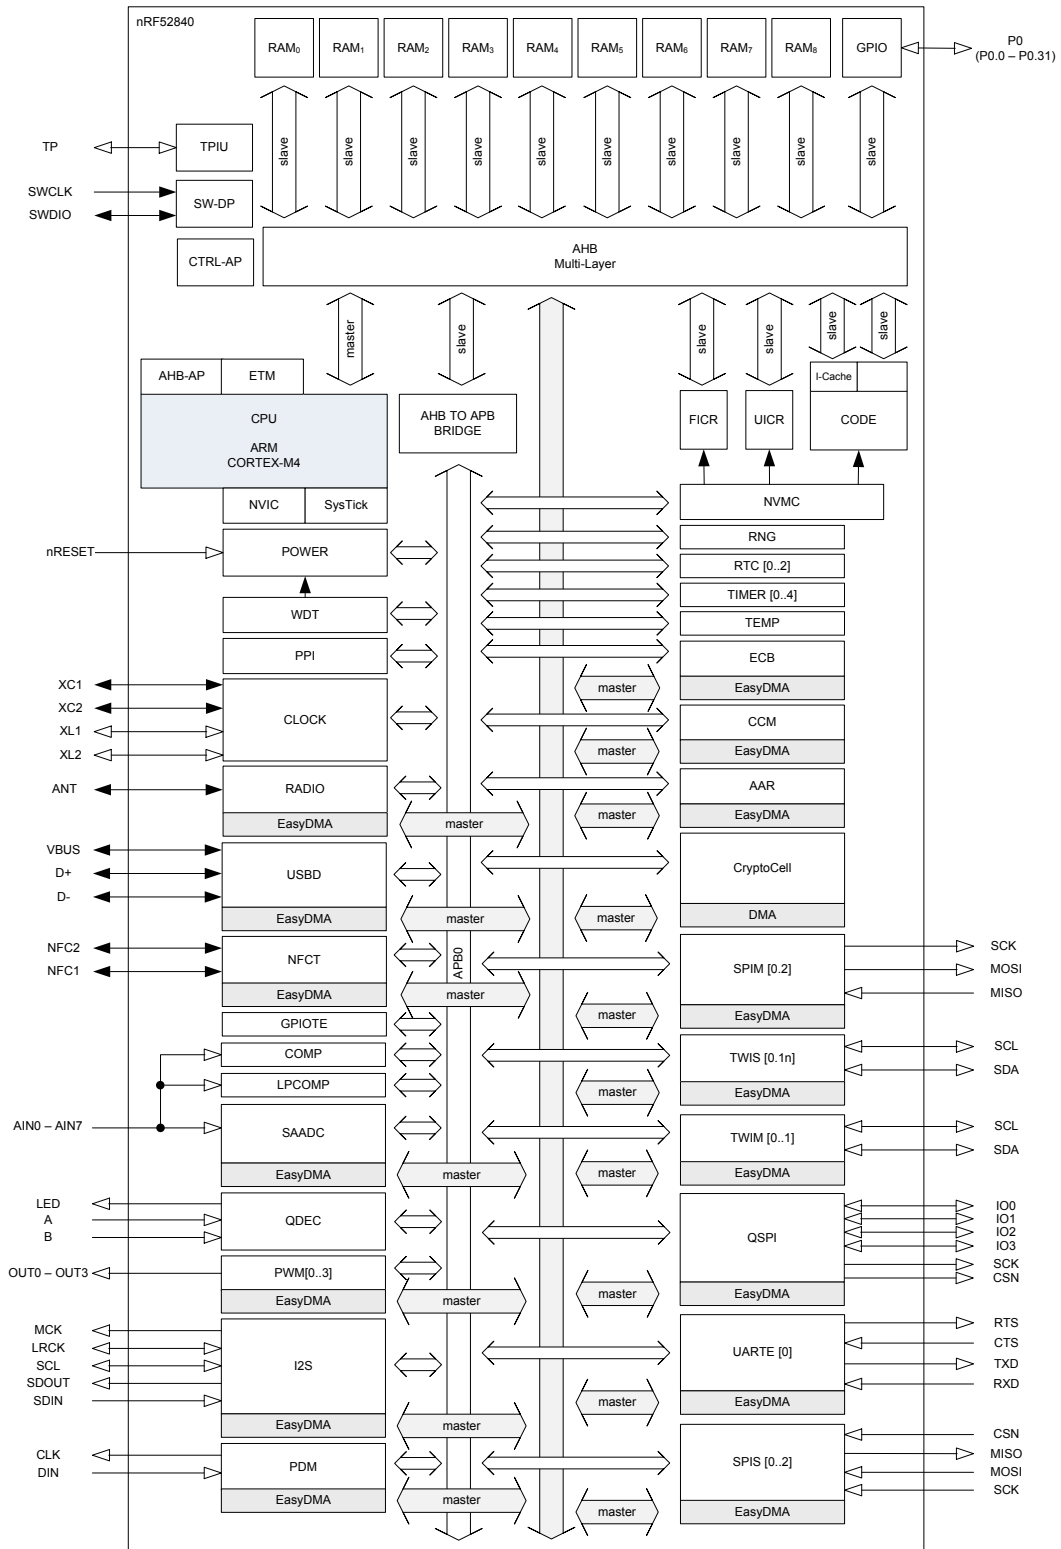 nRF52840
RAM0 RAM1 RAM2 RAM3 RAM4 RAM5 RAM6 RAM7 RAM8 GPIO
P0
(P0.0 – P0.31)
slave slave slave slave slave slave slave slave slave slave
TP
TPIU
SWCLK
SWDIO
SW-DP
CTRL-AP
AHB
Multi-Layer
master slave slave slave slave slave
AHB-AP ETM
CPU
ARM
CORTEX-M4
NVIC SysTick
AHB TO APB
BRIDGE
FICR UICR
I-Cache
CODE
NVMC
nRESET
POWER
RNG
RTC [0..2]
WDT
TIMER [0..4]
TEMP
PPI
ECB
master EasyDMA
XC1
XC2
XL1
XL2
CLOCK
CCM
master EasyDMA
ANT
RADIO
EasyDMA master
AAR
master EasyDMA
VBUS
D+
D-
USBD
EasyDMA master
CryptoCell
master DMA
NFC2
NFC1
NFCT
EasyDMA master
APB0
SPIM [0.2]
SCK
MOSI
MISO
master EasyDMA
GPIOTE
COMP
LPCOMP
TWIS [0.1n]
SCL
SDA
master EasyDMA
AIN0 – AIN7
SAADC
EasyDMA master
TWIM [0..1]
SCL
SDA
master EasyDMA
LED
A
B
QDEC
QSPI
IO0
IO1
IO2
IO3
SCK
CSN
master EasyDMA
OUT0 – OUT3
PWM[0..3]
EasyDMA master
MCK
LRCK
SCL
SDOUT
SDIN
I2S
EasyDMA master
UARTE [0]
RTS
CTS
TXD
RXD
master EasyDMA
CLK
DIN
PDM
EasyDMA master
SPIS [0..2]
CSN
MISO
MOSI
SCK
master EasyDMA